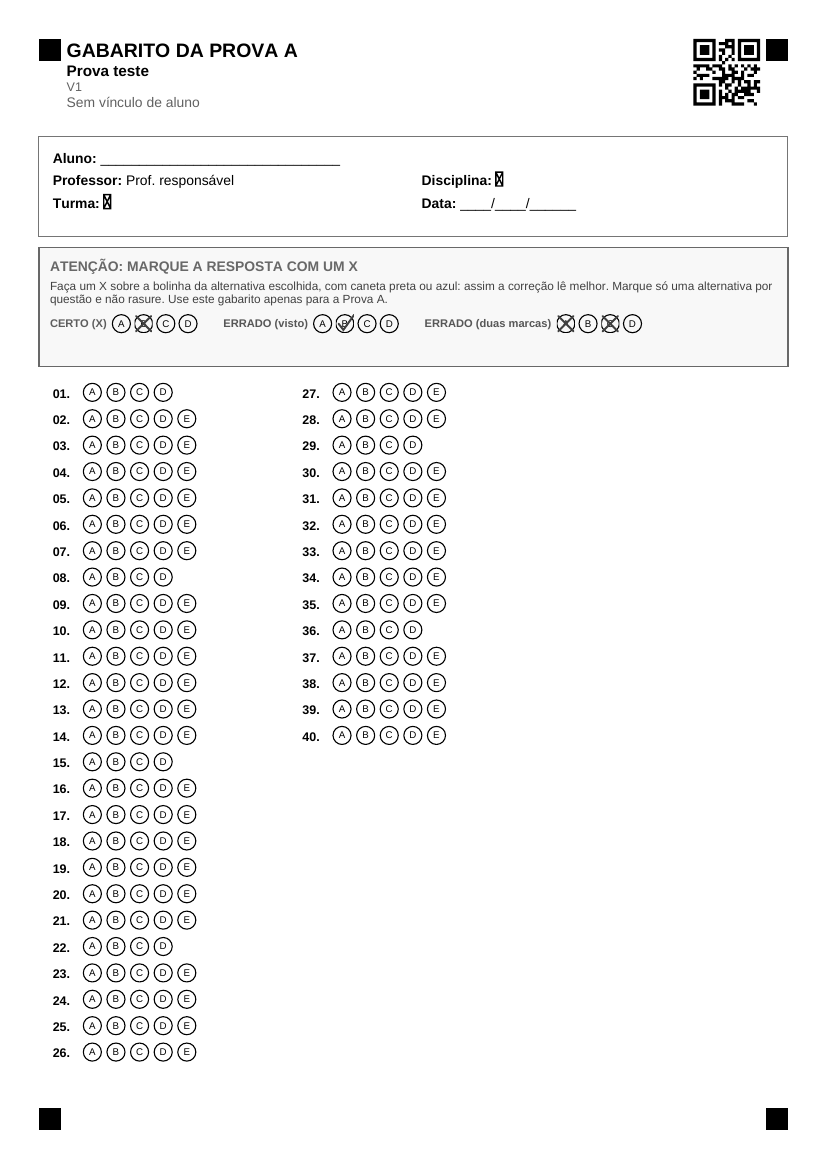 GABARITO DA PROVA A
Prova teste
V1
Sem vínculo de aluno
Aluno: _______________________________
Professor: Prof. responsável
Disciplina:
Turma:
Data: ____/____/______
ATENÇÃO: MARQUE A RESPOSTA COM UM X
Faça um X sobre a bolinha da alternativa escolhida, com caneta preta ou azul: assim a correção lê melhor. Marque só uma alternativa por
questão e não rasure. Use este gabarito apenas para a Prova A.
CERTO (X) A B C D ERRADO (visto) A B C D ERRADO (duas marcas) B D
01. A B C D
02. A B C D E
03. A B C D E
04. A B C D E
05. A B C D E
06. A B C D E
07. A B C D E
08. A B C D
09. A B C D E
10. A B C D E
11. A B C D E
12. A B C D E
13. A B C D E
14. A B C D E
15. A B C D
16. A B C D E
17. A B C D E
18. A B C D E
19. A B C D E
20. A B C D E
21. A B C D E
22. A B C D
23. A B C D E
24. A B C D E
25. A B C D E
26. A B C D E
27. A B C D E
28. A B C D E
29. A B C D
30. A B C D E
31. A B C D E
32. A B C D E
33. A B C D E
34. A B C D E
35. A B C D E
36. A B C D
37. A B C D E
38. A B C D E
39. A B C D E
40. A B C D E